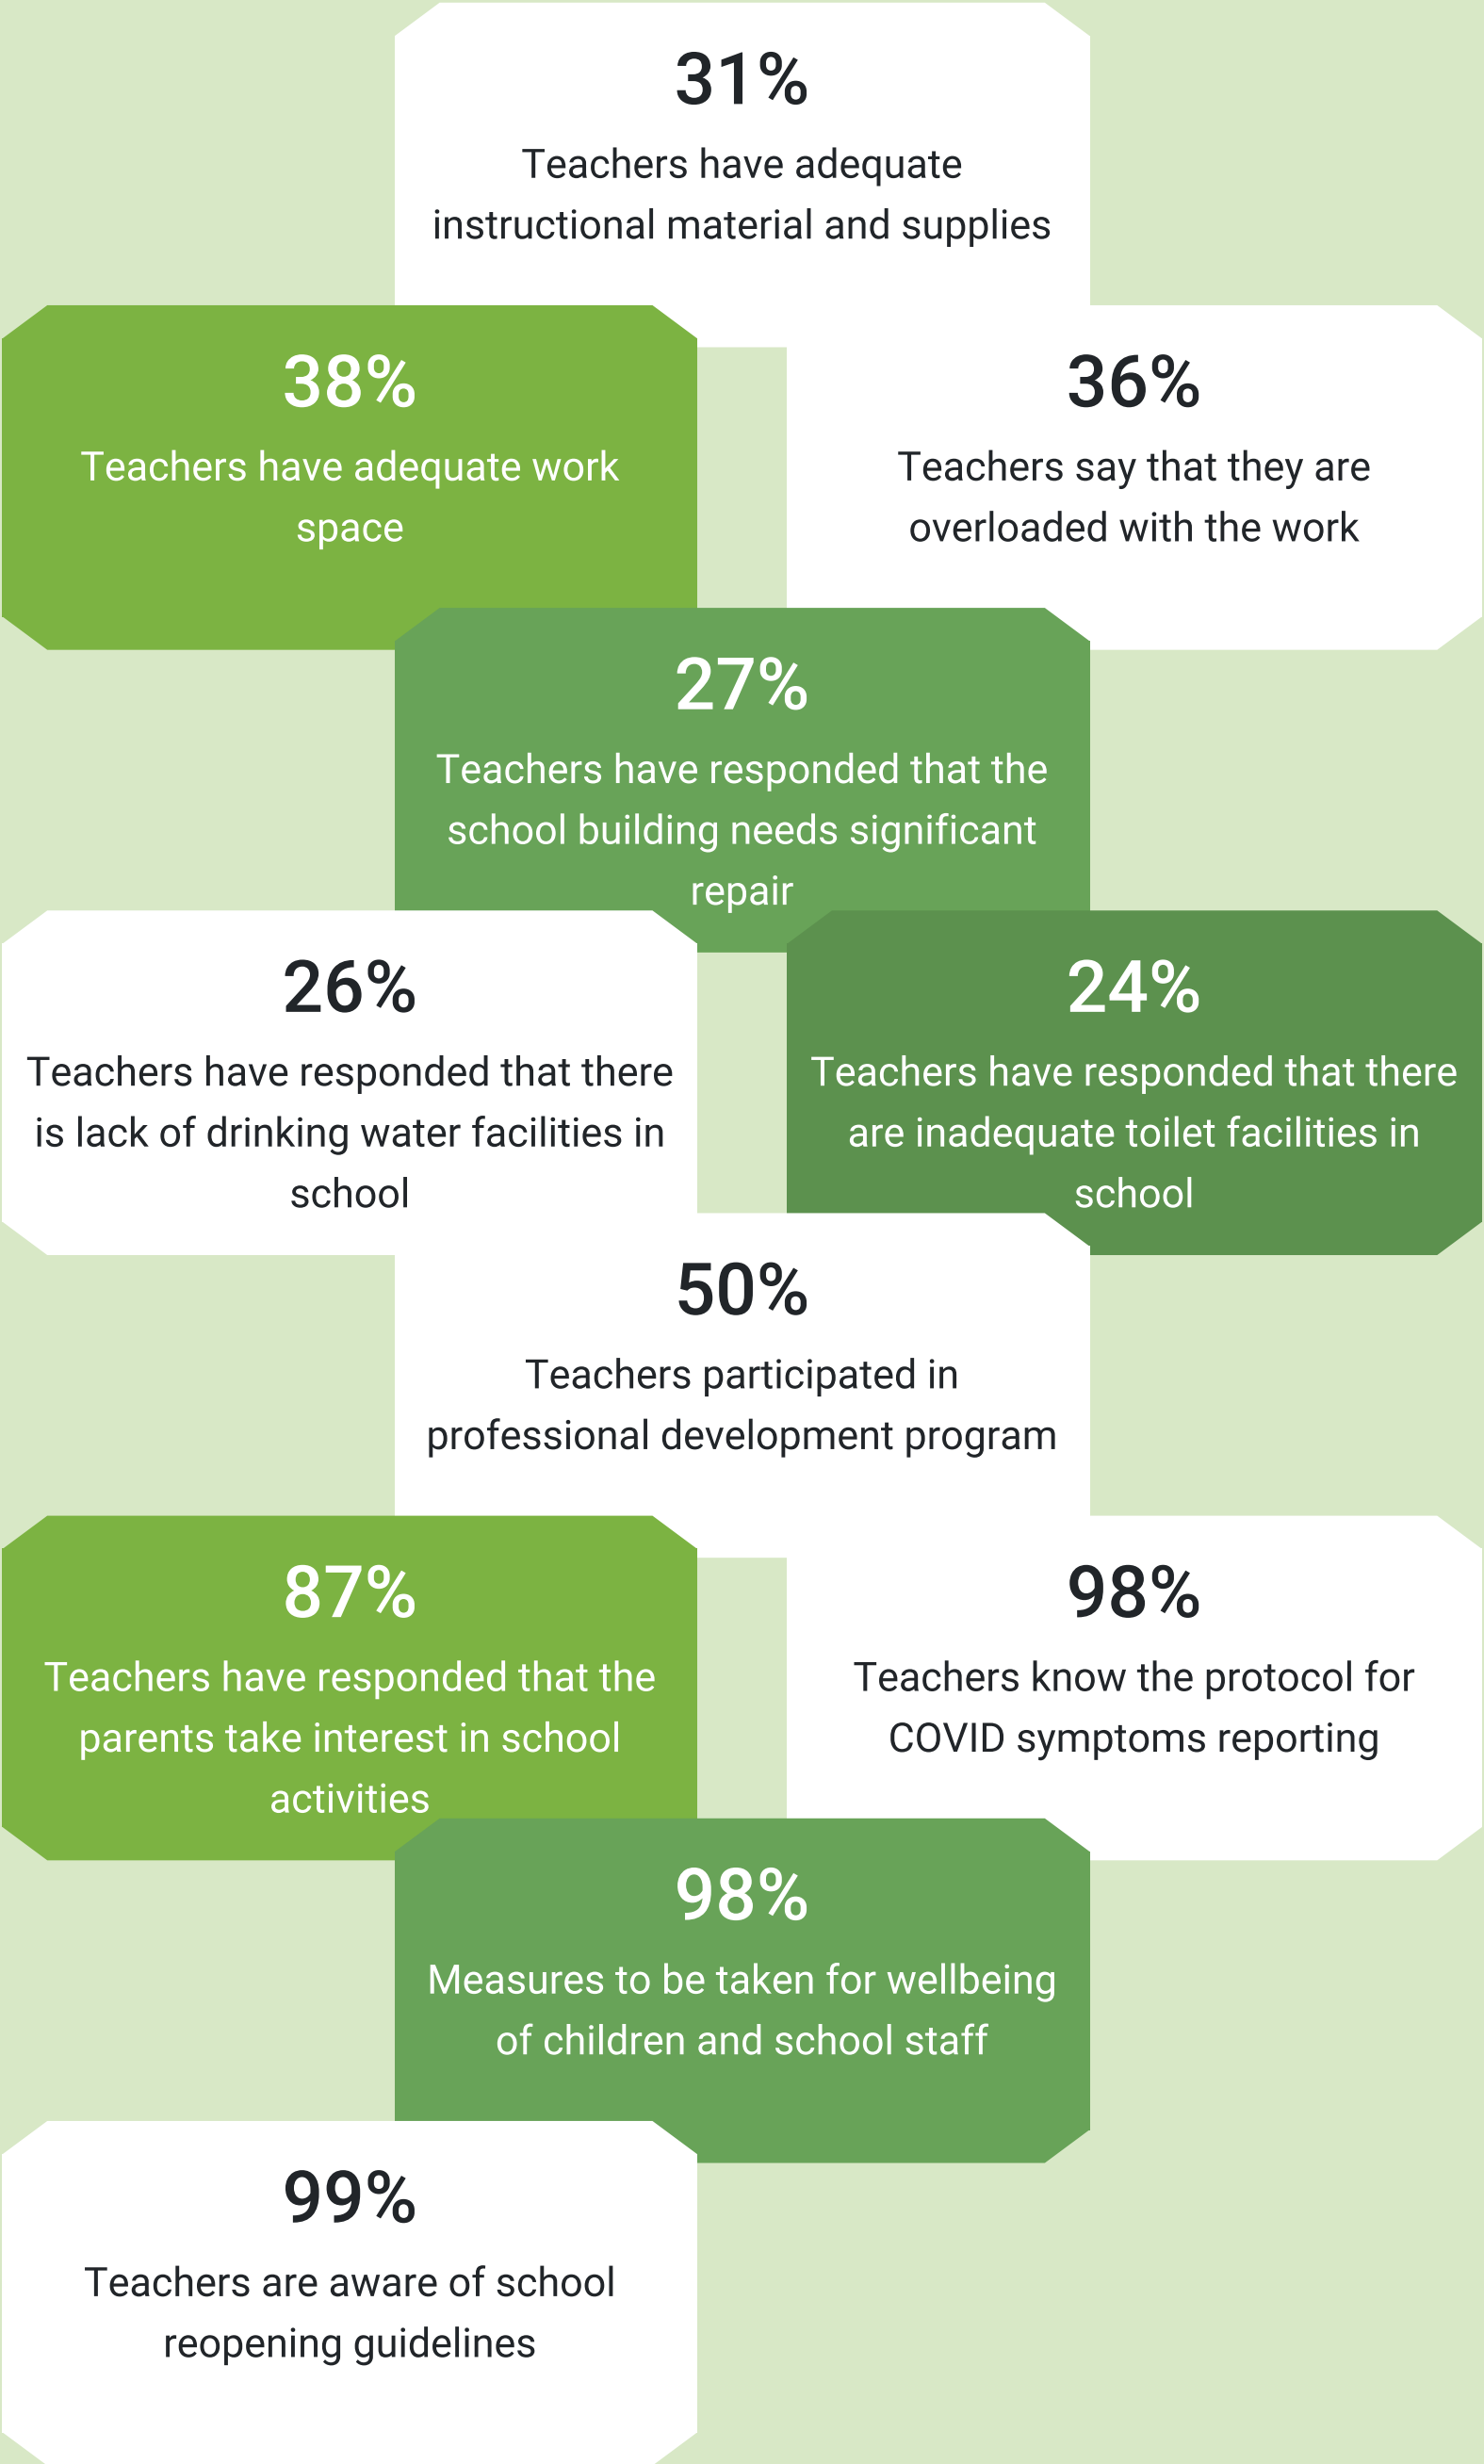 31%
Teachers have adequate
instructional material and supplies
38%
Teachers have adequate work
space
36%
Teachers say that they are
overloaded with the work
27%
Teachers have responded that the
school building needs significant
repair
26%
Teachers have responded that there
is lack of drinking water facilities in
school
24%
Teachers have responded that there
are inadequate toilet facilities in
school
50%
Teachers participated in
professional development program
87%
Teachers have responded that the
parents take interest in school
activities
98%
Teachers know the protocol for
COVID symptoms reporting
98%
Measures to be taken for wellbeing
of children and school staff
99%
Teachers are aware of school
reopening guidelines